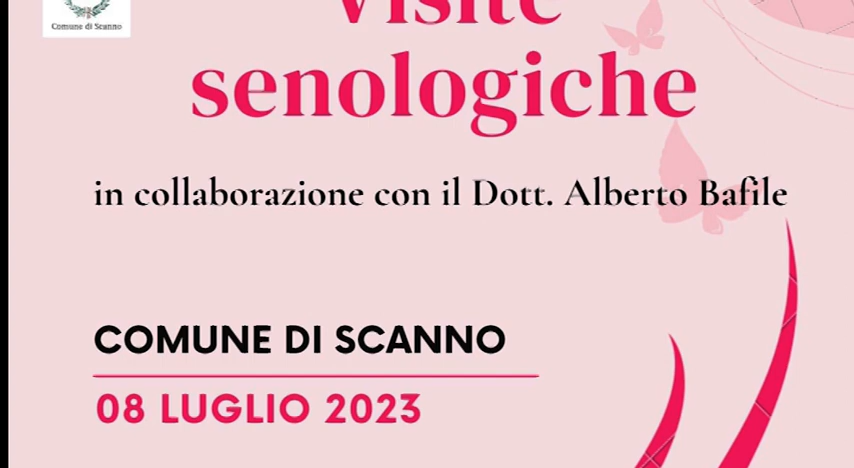 Comune di Scanno
Visite
senologiche
in collaborazione con il Dott. Alberto Bafile
COMUNE DI SCANNO
08 LUGLIO 2023